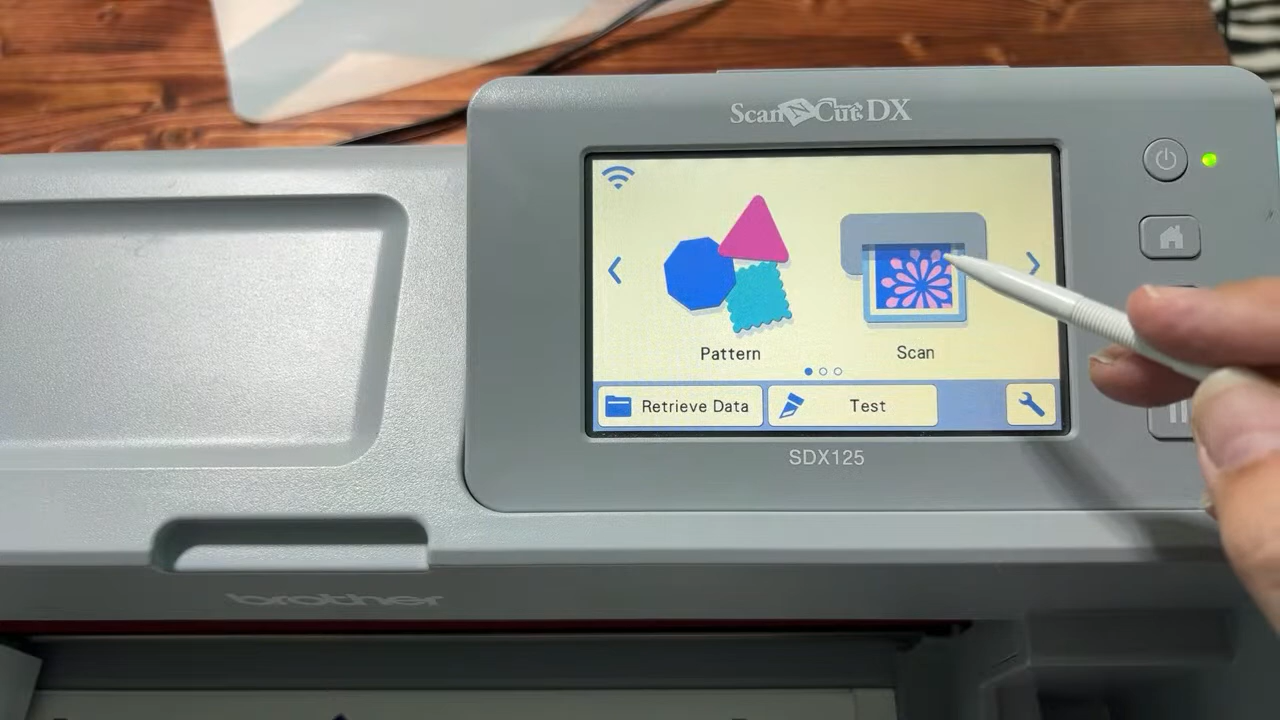 ScanNCut DX
Pattern
Scan
Retrieve Data
Test
SDX125
brother